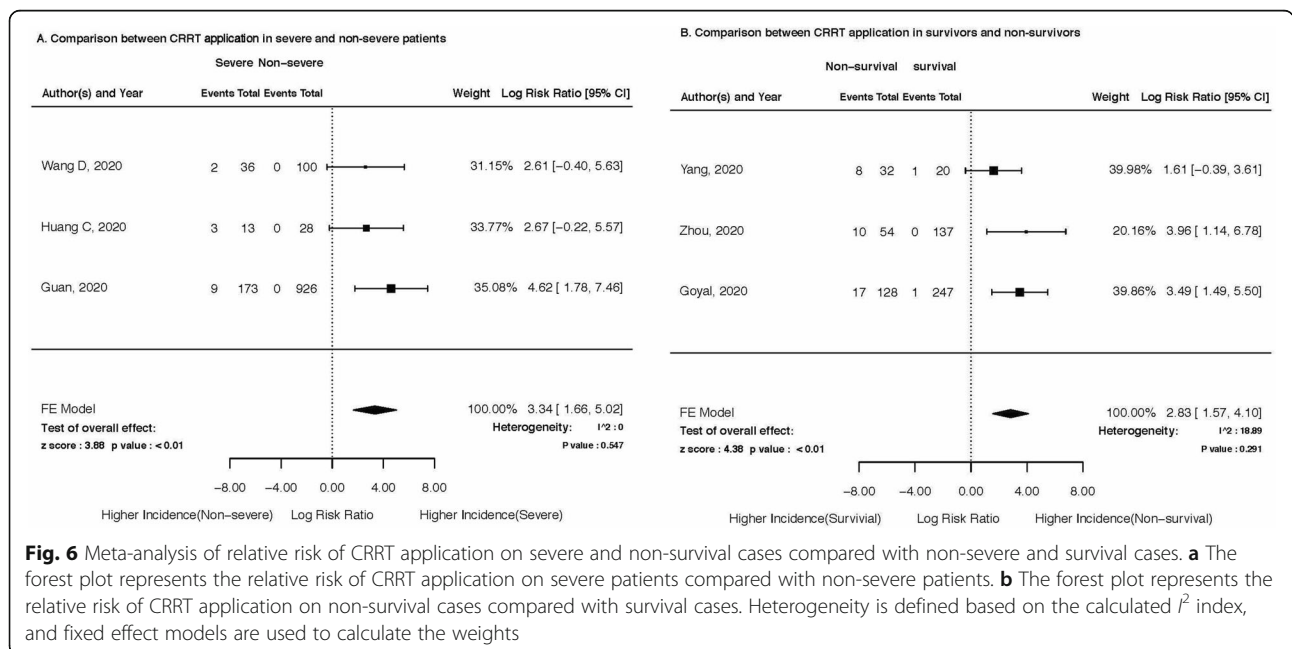 A. Comparison between CRRT application in severe and non-severe patients
Severe Non-severe
Author(s) and Year Events Total Events Total Weight Log Risk Ratio [95% CI]
Wang D, 2020 2 36 0 100 31.15% 2.61 [−0.40, 5.63]
Huang C, 2020 3 13 0 28 33.77% 2.67 [−0.22, 5.57]
Guan, 2020 9 173 0 926 35.08% 4.62 [ 1.78, 7.46]
FE Model 100.00% 3.34 [ 1.66, 5.02]
Test of overall effect: Heterogeneity: I^2 : 0
z score : 3.88 p value : <0.01 P value : 0.547
−8.00 −4.00 0.00 4.00 8.00
Higher Incidence(Non-severe) Log Risk Ratio Higher Incidence(Severe)
B. Comparison between CRRT application in survivors and non-survivors
Non−survival survival
Author(s) and Year Events Total Events Total Weight Log Risk Ratio [95% CI]
Yang, 2020 8 32 1 20 39.98% 1.61 [−0.39, 3.61]
Zhou, 2020 10 54 0 137 20.16% 3.96 [ 1.14, 6.78]
Goyal, 2020 17 128 1 247 39.86% 3.49 [ 1.49, 5.50]
FE Model 100.00% 2.83 [ 1.57, 4.10]
Test of overall effect: Heterogeneity: I^2 : 18.89
z score : 4.38 p value : <0.01 P value : 0.291
−8.00 −4.00 0.00 4.00 8.00
Higher Incidence(Survivial) Log Risk Ratio Higher Incidence(Non-survival)
Fig. 6 Meta-analysis of relative risk of CRRT application on severe and non-survival cases compared with non-severe and survival cases. a The
forest plot represents the relative risk of CRRT application on severe patients compared with non-severe patients. b The forest plot represents the
relative risk of CRRT application on non-survival cases compared with survival cases. Heterogeneity is defined based on the calculated I² index,
and fixed effect models are used to calculate the weights